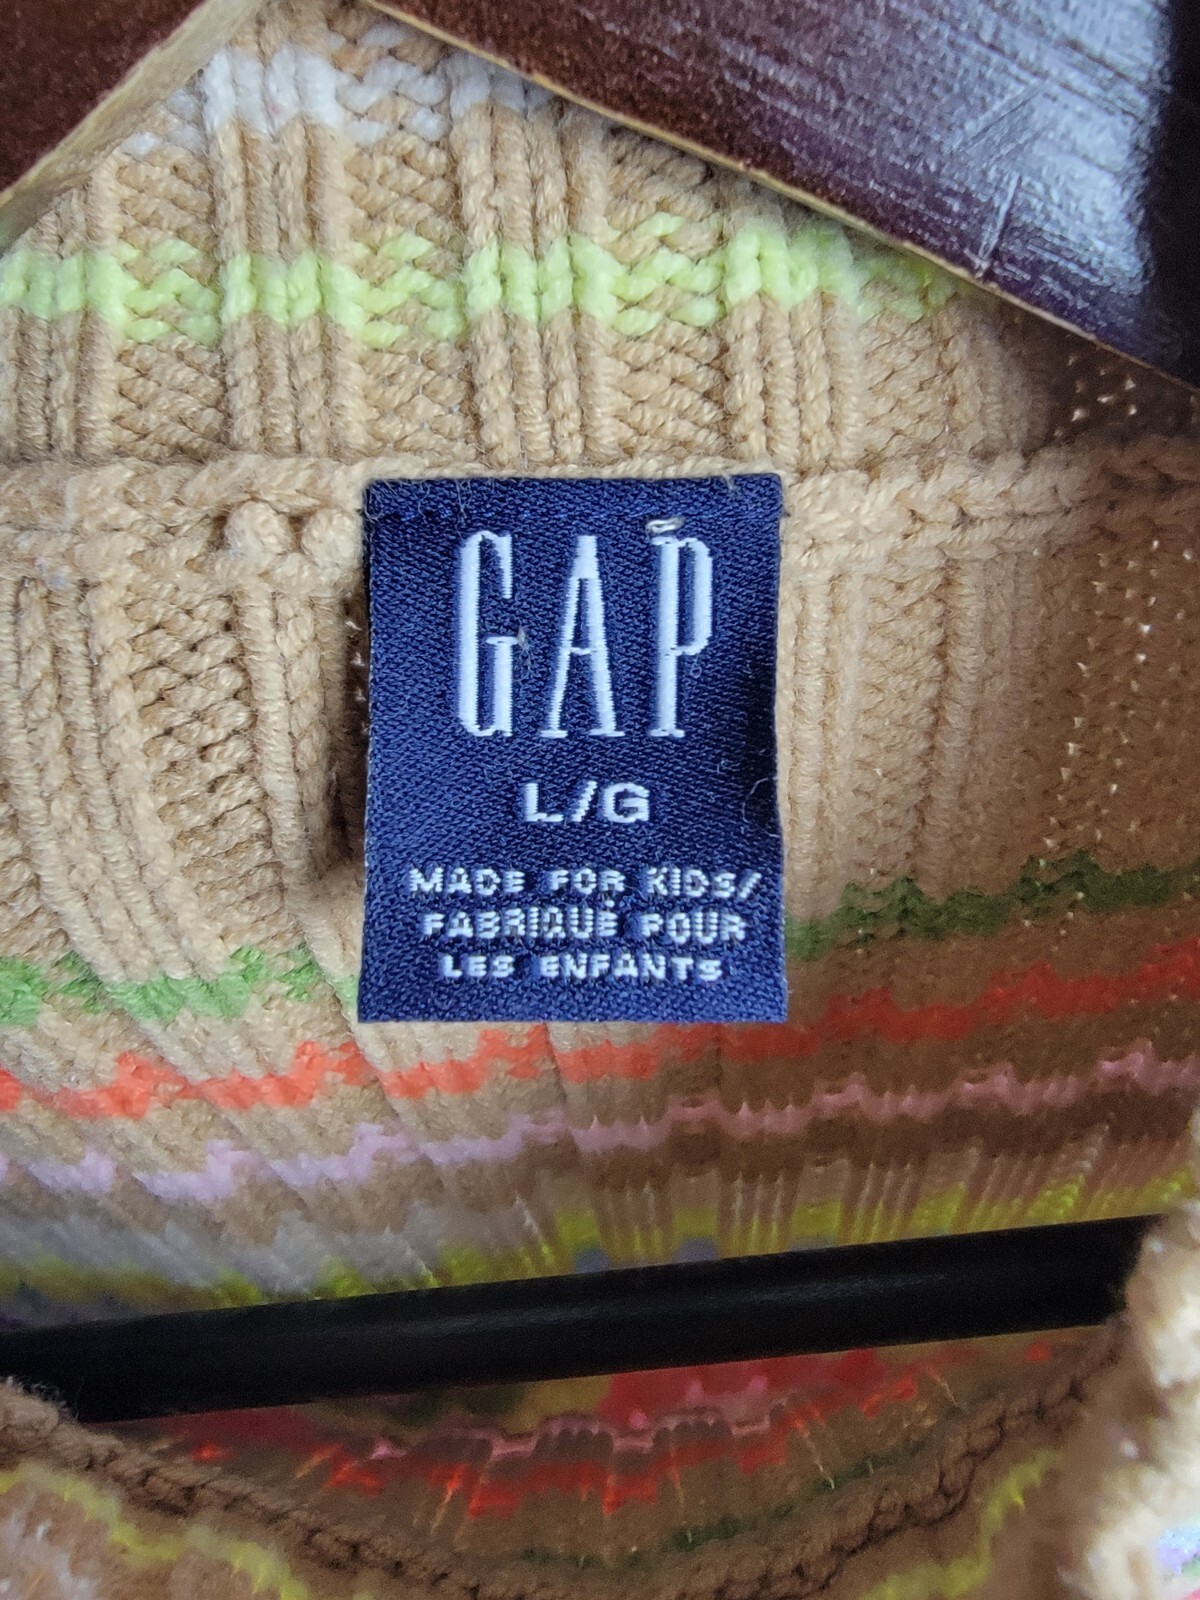 GAP
L/G
MADE FOR KIDS/
FABRIQUÉ POUR
LES ENFANTS